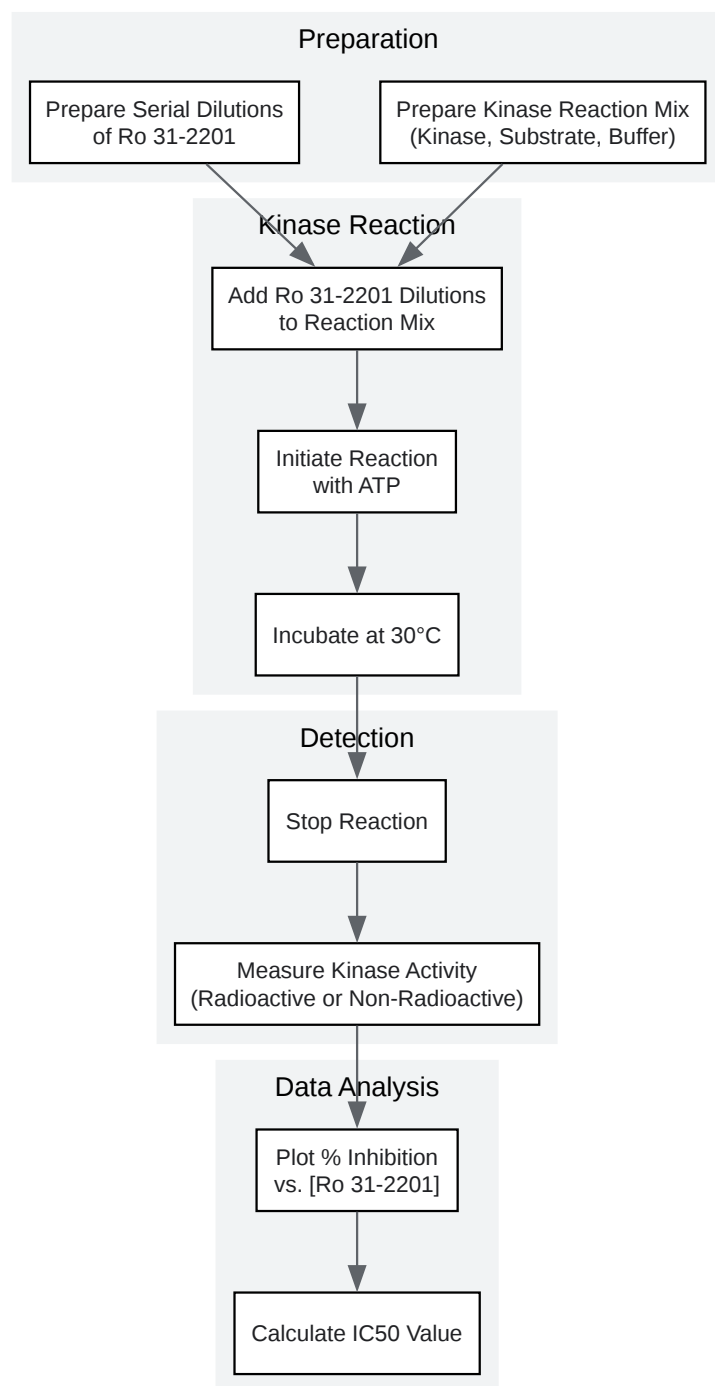 Preparation
Prepare Serial Dilutions
of Ro 31-2201
Prepare Kinase Reaction Mix
(Kinase, Substrate, Buffer)
Kinase Reaction
Add Ro 31-2201 Dilutions
to Reaction Mix
Initiate Reaction
with ATP
Incubate at 30°C
Detection
Stop Reaction
Measure Kinase Activity
(Radioactive or Non-Radioactive)
Data Analysis
Plot % Inhibition
vs. [Ro 31-2201]
Calculate IC50 Value